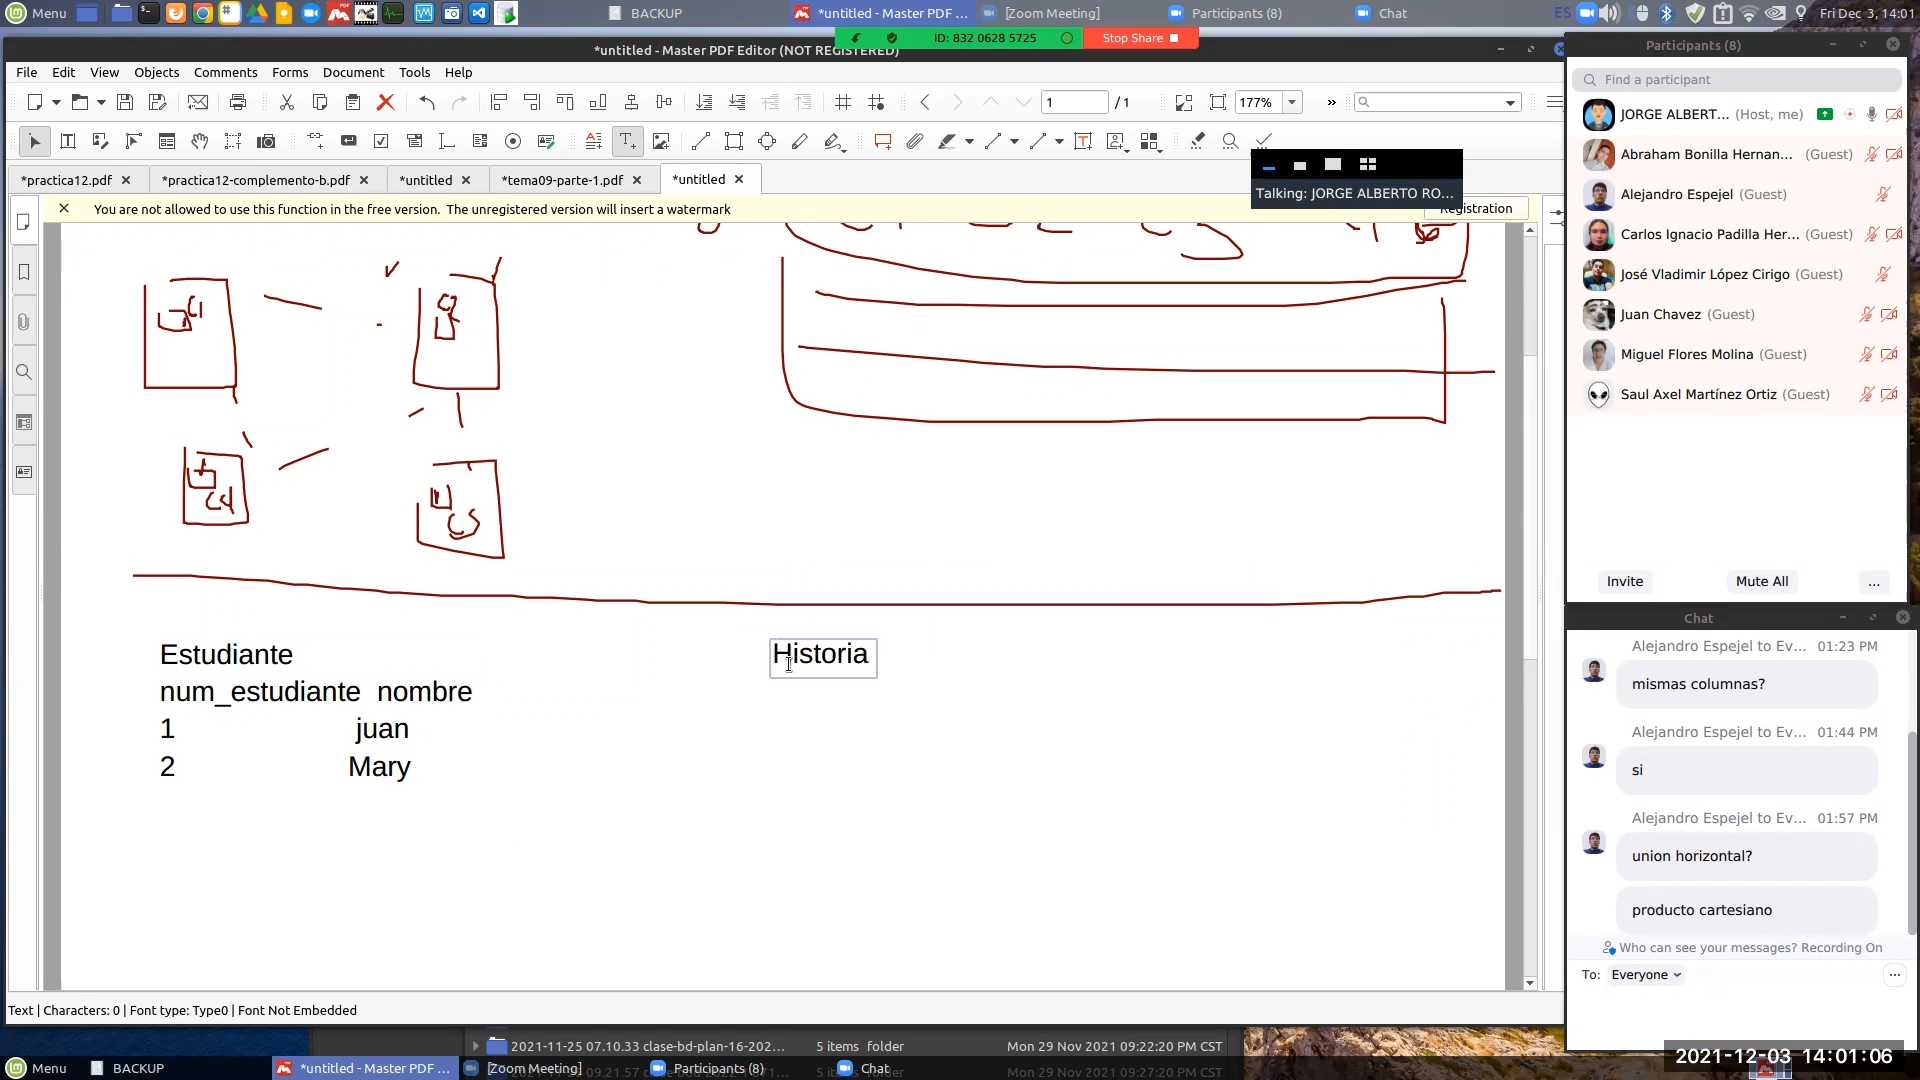 Menu
BACKUP
*untitled - Master PDF ...
[Zoom Meeting]
Participants (8)
Chat
ES
Fri Dec 3, 14:01
*untitled - Master PDF Editor (NOT REGISTERED)
ID: 832 0628 5725
Stop Share
File Edit View Objects Comments Forms Document Tools Help
1 / 1
177%
Talking: JORGE ALBERTO RO...
*practica12.pdf
*practica12-complemento-b.pdf
*untitled
*tema09-parte-1.pdf
*untitled
You are not allowed to use this function in the free version. The unregistered version will insert a watermark
Registration
C1
C4
C5
Estudiante
num_estudiante nombre
1 juan
2 Mary
Historia
Text | Characters: 0 | Font type: Type0 | Font Not Embedded
Participants (8)
Find a participant
JORGE ALBERT... (Host, me)
Abraham Bonilla Hernan... (Guest)
Alejandro Espejel (Guest)
Carlos Ignacio Padilla Her... (Guest)
José Vladimir López Cirigo (Guest)
Juan Chavez (Guest)
Miguel Flores Molina (Guest)
Saul Axel Martínez Ortiz (Guest)
Invite
Mute All
...
Chat
Alejandro Espejel to Ev... 01:23 PM
mismas columnas?
Alejandro Espejel to Ev... 01:44 PM
si
Alejandro Espejel to Ev... 01:57 PM
union horizontal?
producto cartesiano
Who can see your messages? Recording On
To: Everyone
2021-11-25 07.10.33 clase-bd-plan-16-202... 5 items folder Mon 29 Nov 2021 09:22:20 PM CST
2021-12-03 14:01:06
Menu
BACKUP
*untitled - Master PDF ...
[Zoom Meeting]
Participants (8)
Chat